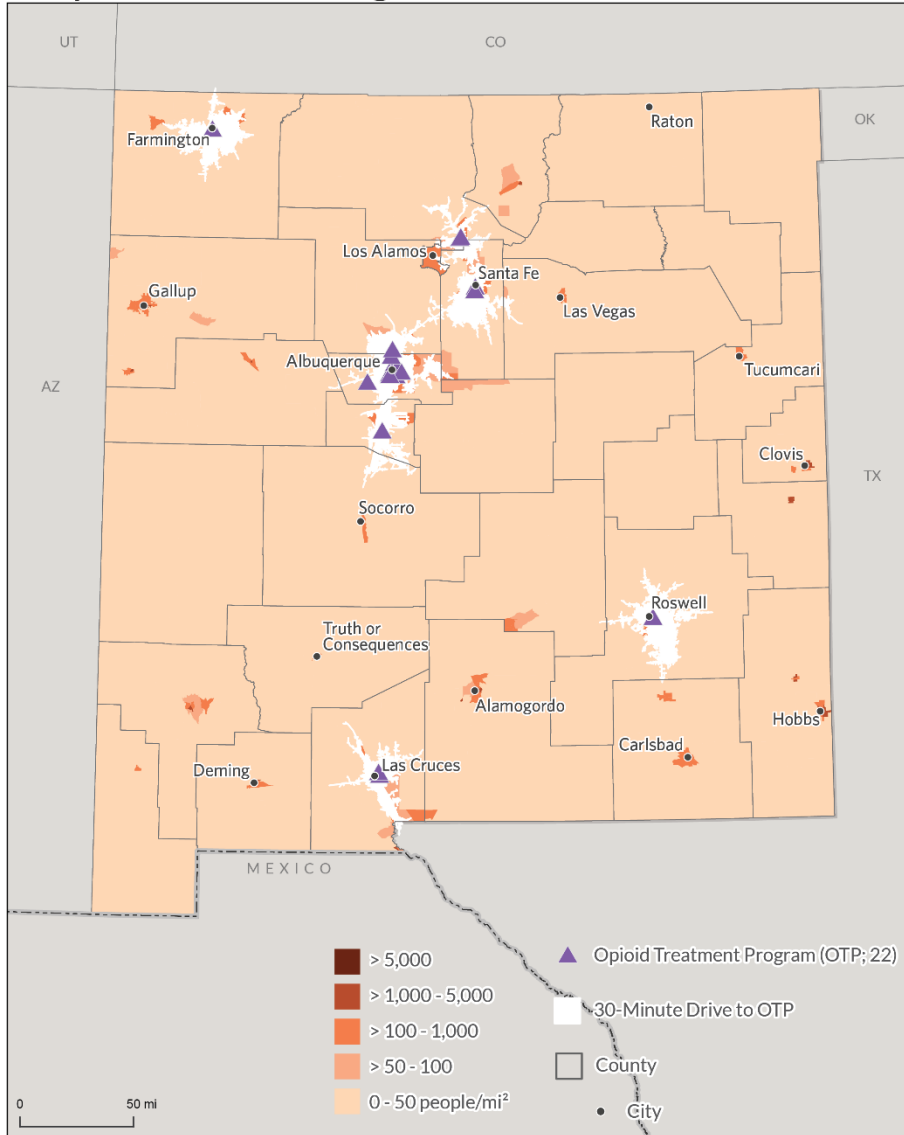 UT
CO
OK
Raton
Farmington
Los Alamos
Santa Fe
Gallup
Las Vegas
Albuquerque
Tucumcari
AZ
Clovis
TX
Socorro
Roswell
Truth or
Consequences
Alamogordo
Hobbs
Carlsbad
Las Cruces
Deming
MEXICO
> 5,000
> 1,000 - 5,000
> 100 - 1,000
> 50 - 100
0 - 50 people/mi²
Opioid Treatment Program (OTP; 22)
30-Minute Drive to OTP
County
City
0
50 mi